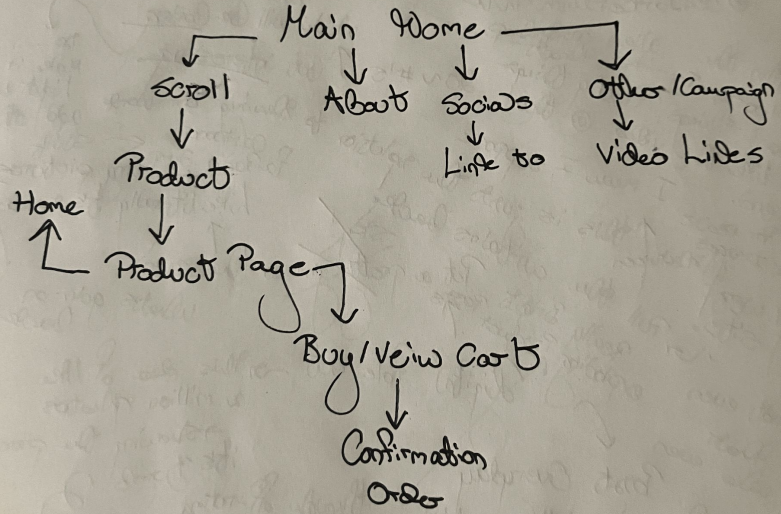 Main Home
Scroll
About
Socials
Other/Campaign
Product
Link to
Video Links
Home
Product Page
Buy/Veiw Cart
Confirmation
Order